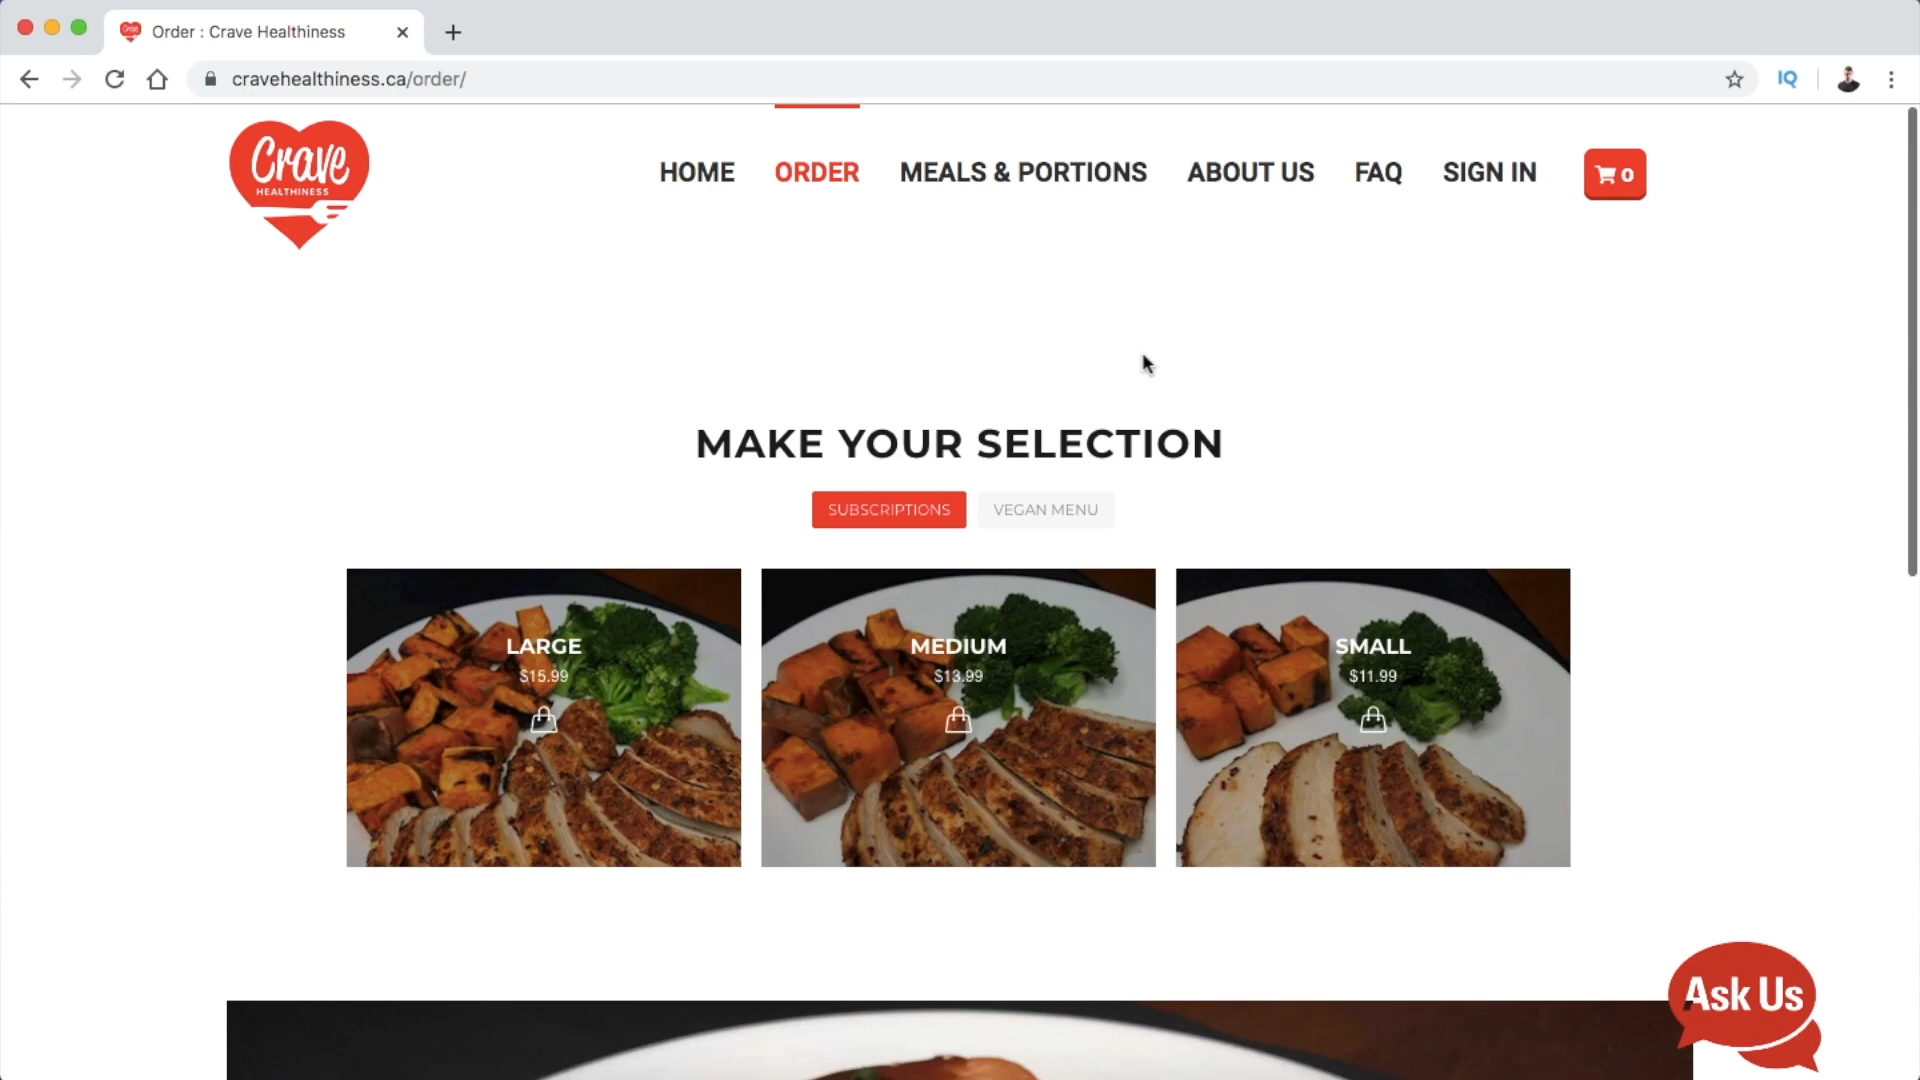 Order : Crave Healthiness
cravehealthiness.ca/order/
IQ
Crave
HEALTHINESS
HOME
ORDER
MEALS & PORTIONS
ABOUT US
FAQ
SIGN IN
0
MAKE YOUR SELECTION
SUBSCRIPTIONS
VEGAN MENU
LARGE
$15.99
MEDIUM
$13.99
SMALL
$11.99
Ask Us